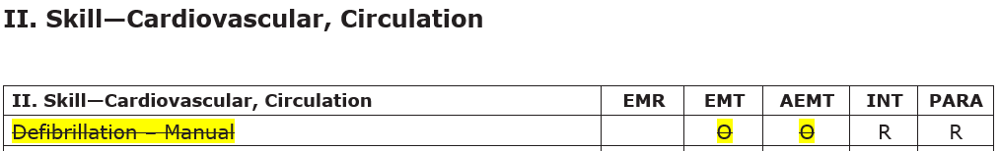 II. Skill—Cardiovascular, Circulation
II. Skill—Cardiovascular, Circulation EMR EMT AEMT INT PARA
Defibrillation – Manual O O R R